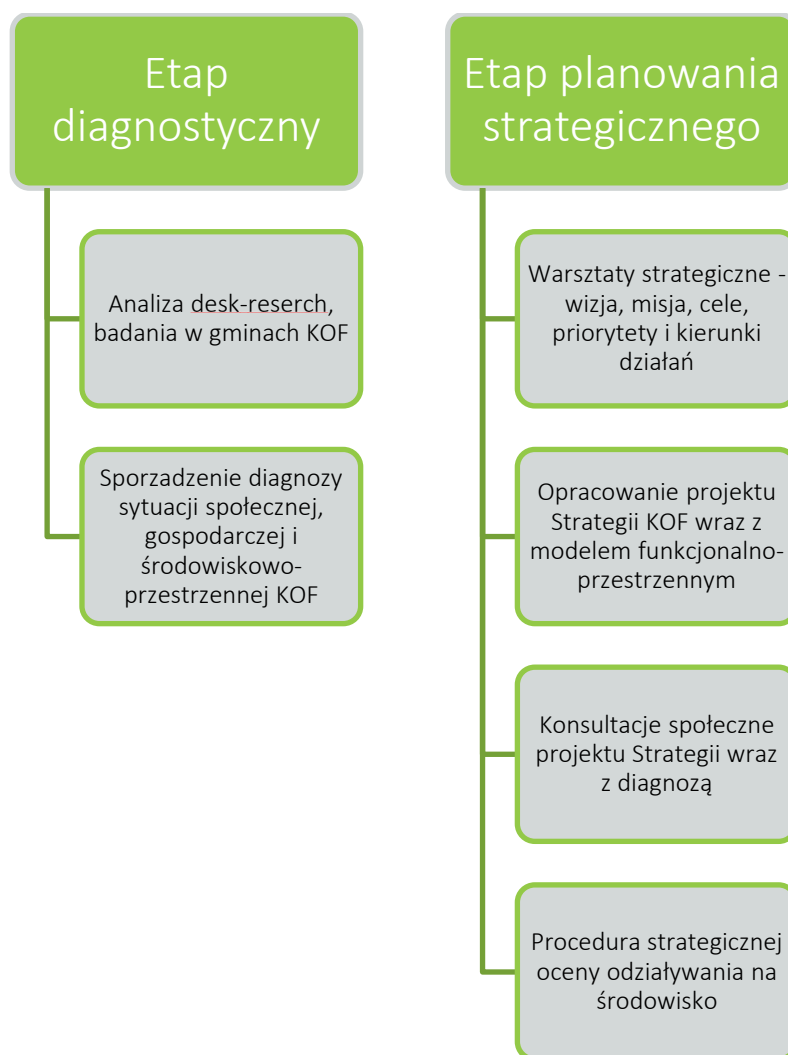 Etap
diagnostyczny
Analiza desk-reserch,
badania w gminach KOF
Sporzadzenie diagnozy
sytuacji społecznej,
gospodarczej i
środowiskowo-
przestrzennej KOF
Etap planowania
strategicznego
Warsztaty strategiczne -
wizja, misja, cele,
priorytety i kierunki
działań
Opracowanie projektu
Strategii KOF wraz z
modelem funkcjonalno-
przestrzennym
Konsultacje społeczne
projektu Strategii wraz
z diagnozą
Procedura strategicznej
oceny odziaływania na
środowisko